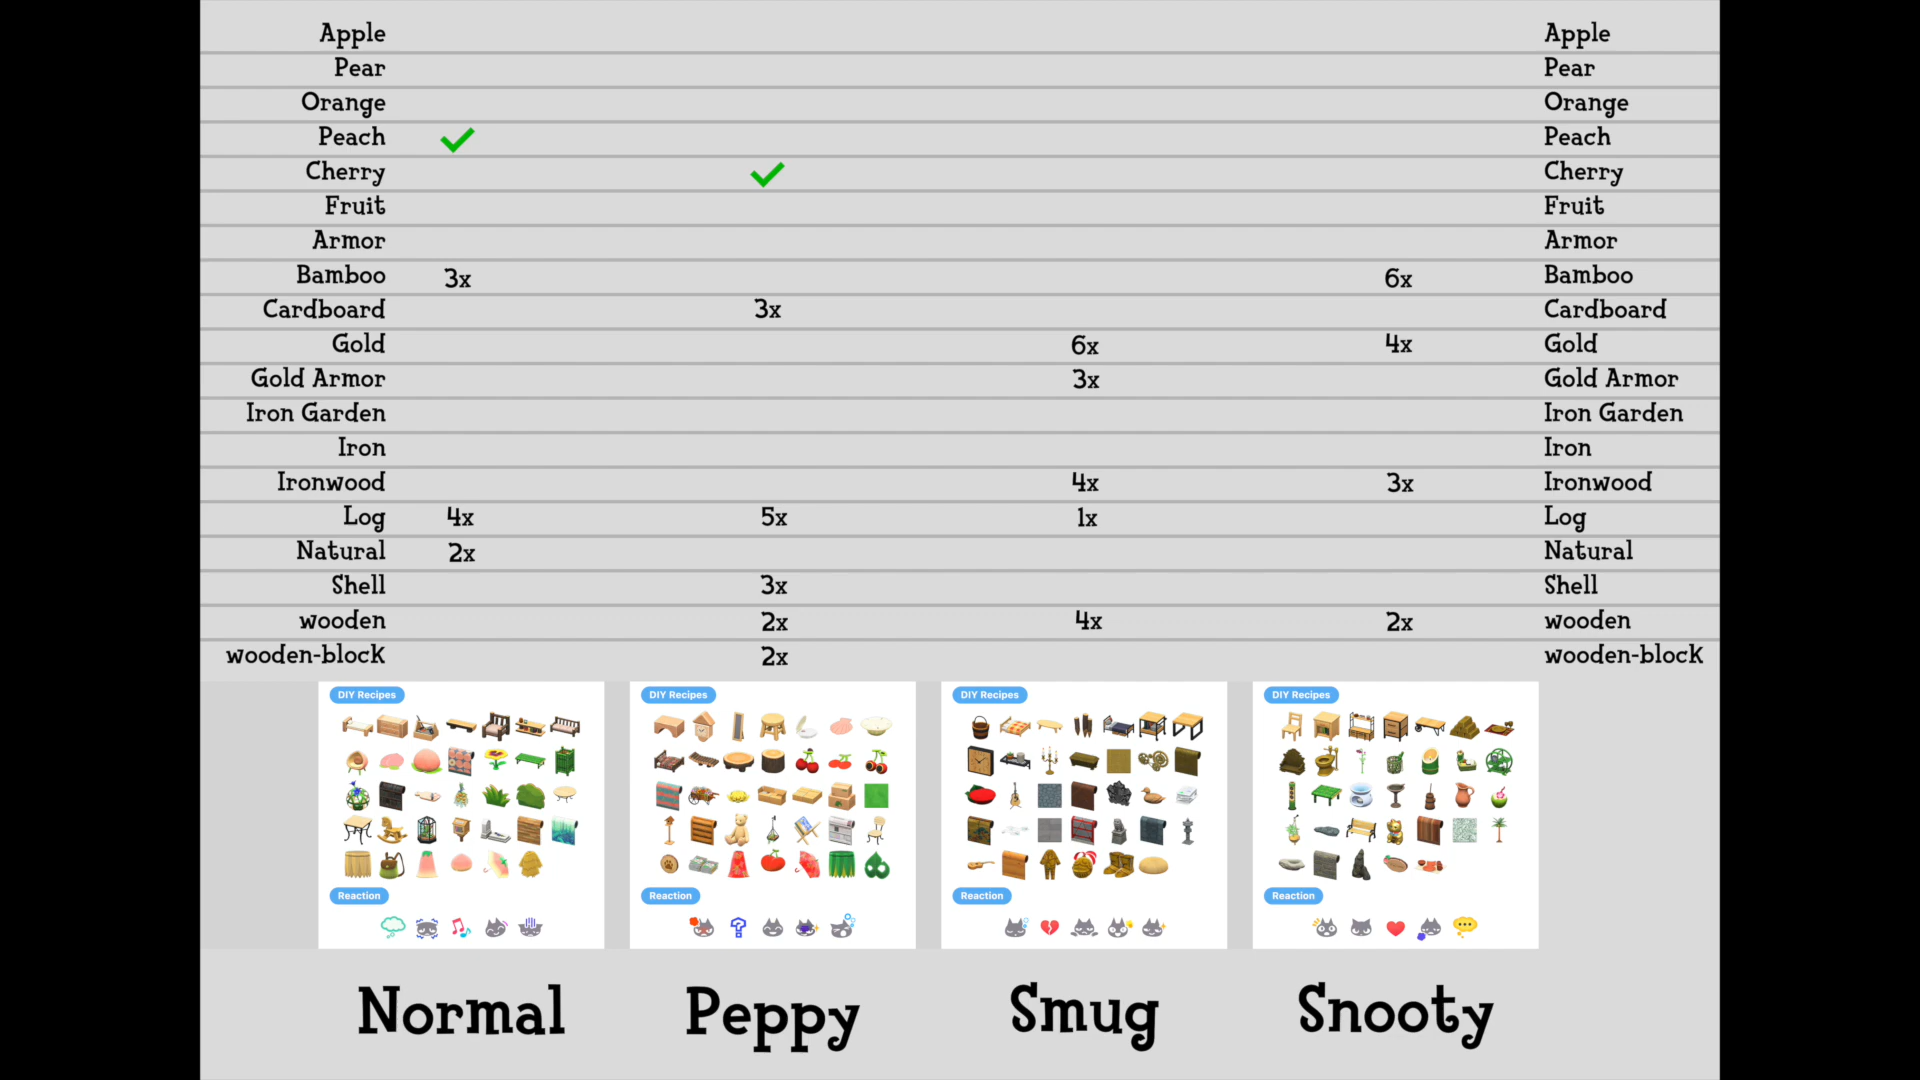 Apple Apple
Pear Pear
Orange Orange
Peach Peach
Cherry Cherry
Fruit Fruit
Armor Armor
Bamboo 3x 6x Bamboo
Cardboard 3x Cardboard
Gold 6x 4x Gold
Gold Armor 3x Gold Armor
Iron Garden Iron Garden
Iron Iron
Ironwood 4x 3x Ironwood
Log 4x 5x 1x Log
Natural 2x Natural
Shell 3x Shell
wooden 2x 4x 2x wooden
wooden-block 2x wooden-block
DIY Recipes DIY Recipes DIY Recipes DIY Recipes
Reaction Reaction Reaction Reaction
Normal Peppy Smug Snooty